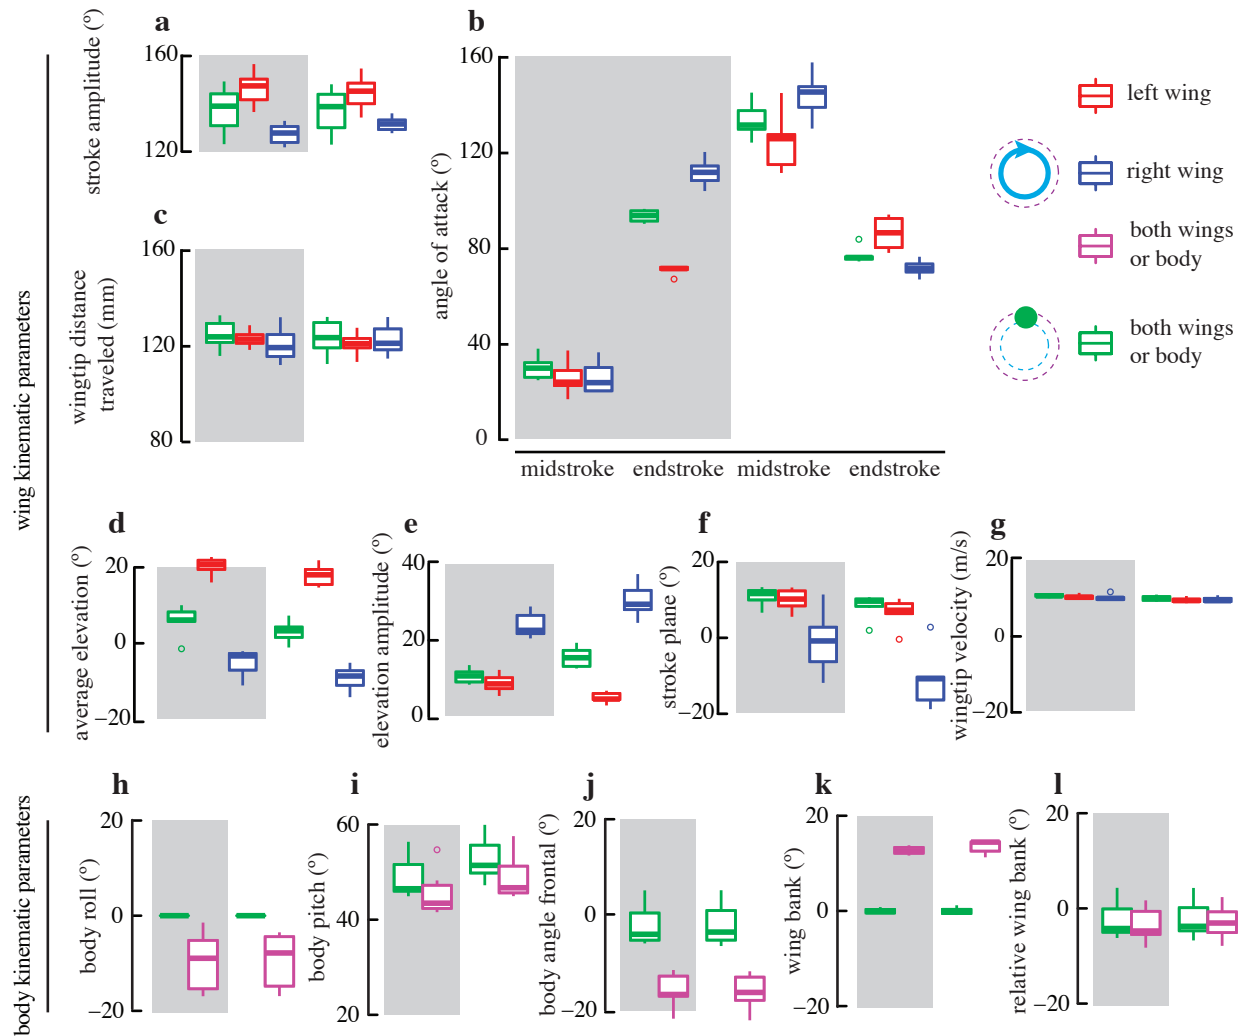 wing kinematic parameters
a
stroke amplitude (º)
160
120
b
angle of attack (º)
160
120
80
40
0
midstroke
endstroke
midstroke
endstroke
left wing
right wing
both wings
or body
both wings
or body
c
wingtip distance
traveled (mm)
160
120
80
d
average elevation (º)
20
0
−20
e
elevation amplitude (º)
40
20
0
f
stroke plane (º)
20
0
−20
g
wingtip velocity (m/s)
20
0
−20
body kinematic parameters
h
body roll (º)
20
0
−20
i
body pitch (º)
60
40
20
j
body angle frontal (º)
20
0
−20
k
wing bank (º)
20
0
−20
l
relative wing bank (º)
20
0
−20